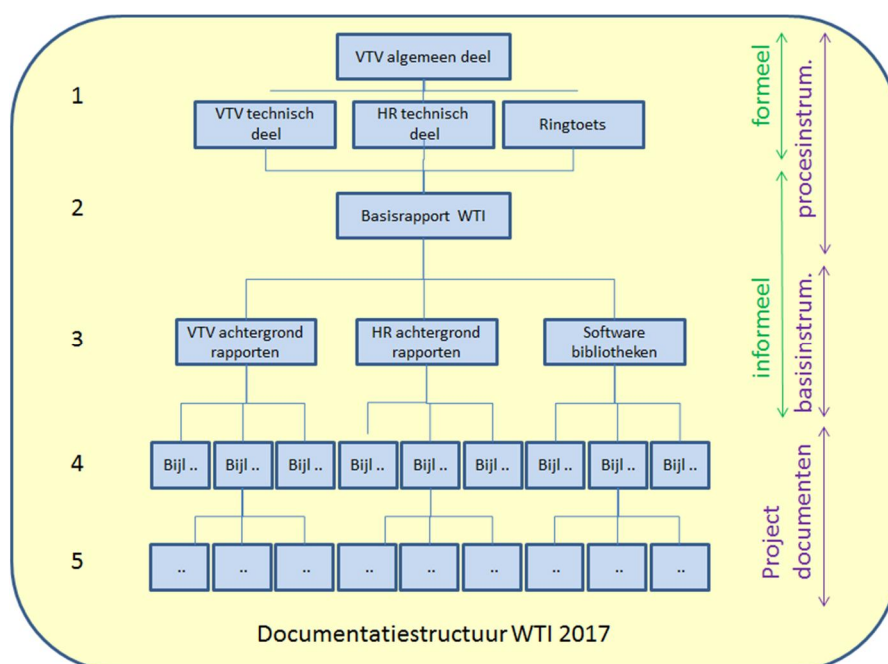 VTV algemeen deel
1
VTV technisch
deel
HR technisch
deel
Ringtoets
2
Basisrapport WTI
3
VTV achtergrond
rapporten
HR achtergrond
rapporten
Software
bibliotheken
4
Bijl .. Bijl .. Bijl .. Bijl .. Bijl .. Bijl .. Bijl .. Bijl .. Bijl ..
5
.. .. .. .. .. .. .. .. ..
formeel
informeel
procesinstrum.
basisinstrum.
Project
documenten
Documentatiestructuur WTI 2017